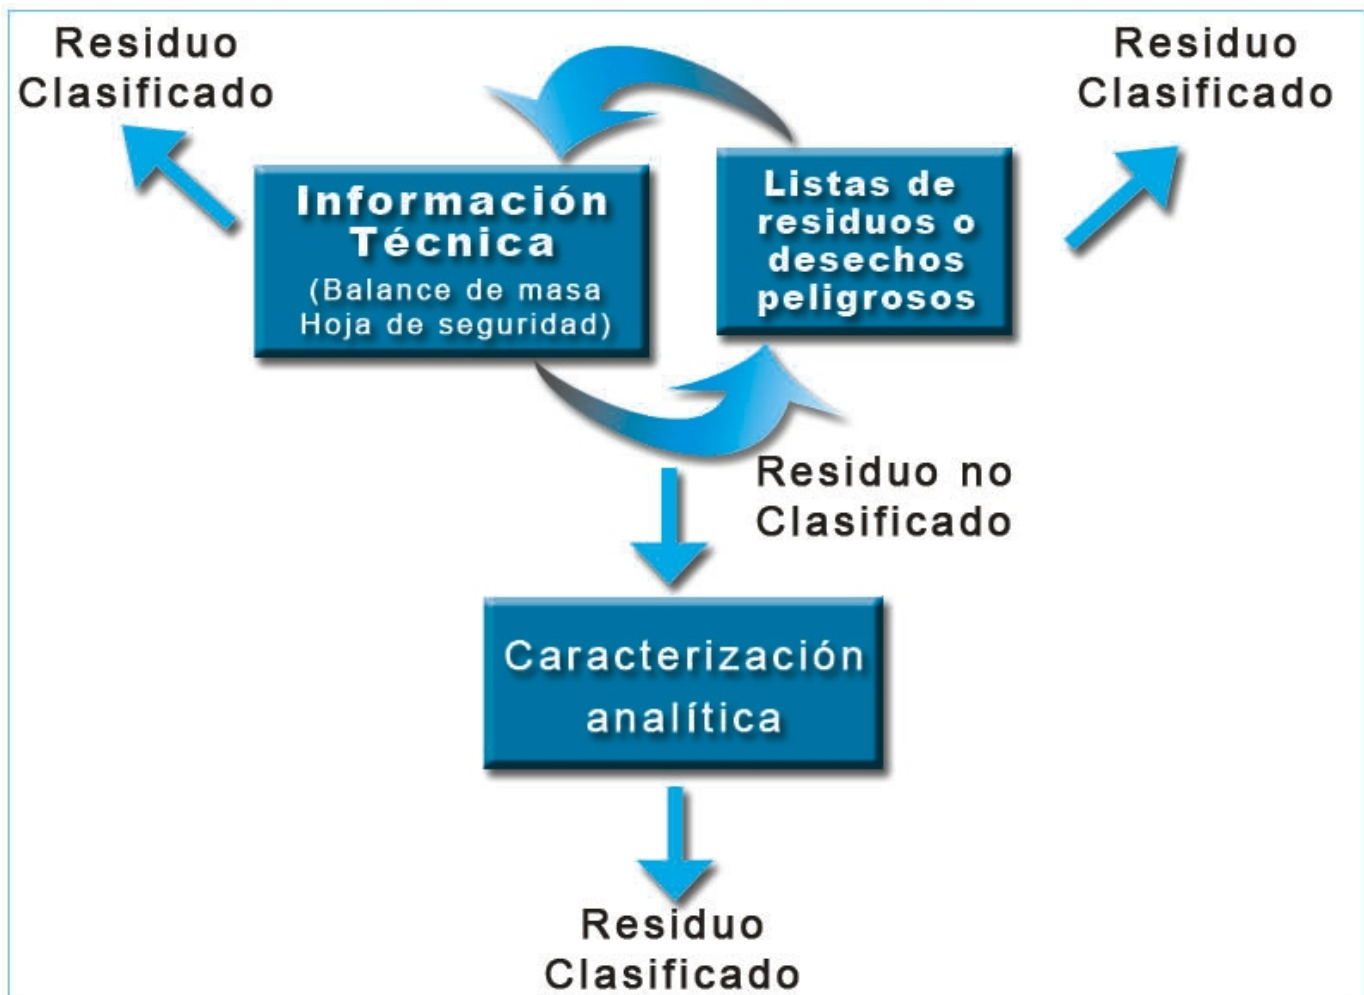 Residuo
Clasificado
Residuo
Clasificado
Información
Técnica
(Balance de masa
Hoja de seguridad)
Listas de
residuos o
desechos
peligrosos
Residuo no
Clasificado
Caracterización
analítica
Residuo
Clasificado